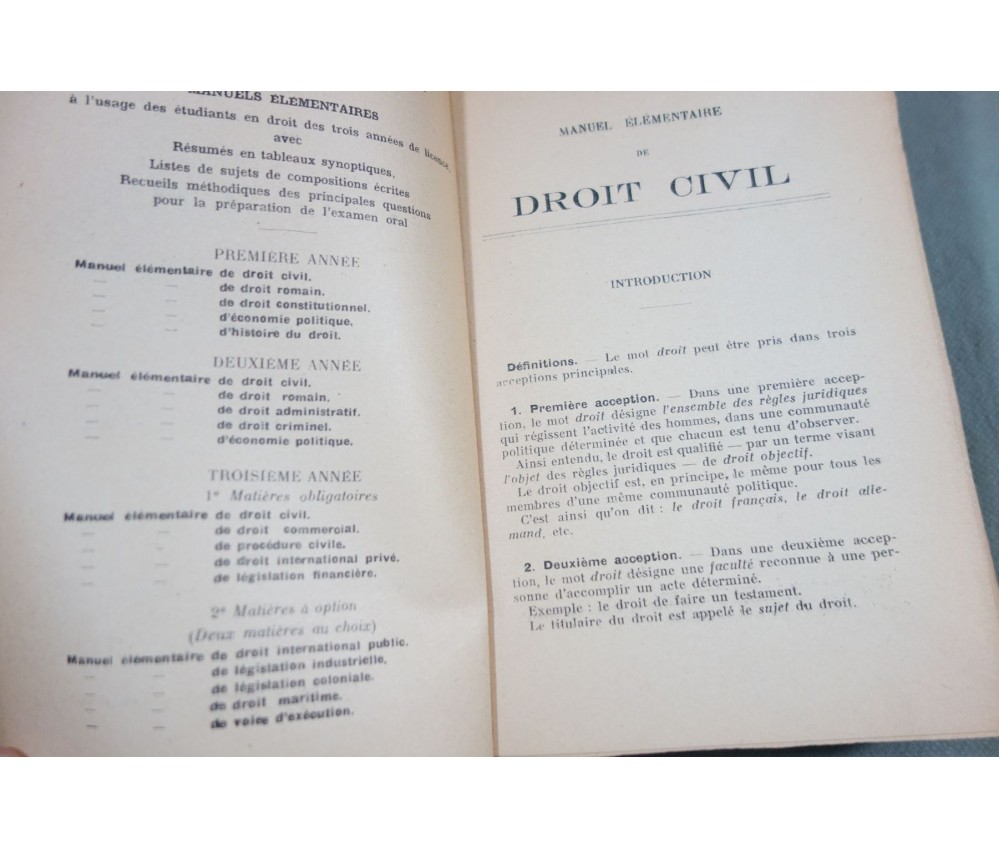 MANUELS ÉLÉMENTAIRES
à l'usage des étudiants en droit des trois années de licence,
avec
Résumés en tableaux synoptiques,
Listes de sujets de compositions écrites
Recueils méthodiques des principales questions
pour la préparation de l'examen oral
PREMIÈRE ANNÉE
Manuel élémentaire de droit civil.
— — de droit romain.
— — de droit constitutionnel.
— — d'économie politique.
— — d'histoire du droit.
DEUXIÈME ANNÉE
Manuel élémentaire de droit civil.
— — de droit romain.
— — de droit administratif.
— — de droit criminel.
— — d'économie politique.
TROISIÈME ANNÉE
1º Matières obligatoires
Manuel élémentaire de droit civil.
— — de droit commercial.
— — de procédure civile.
— — de droit international privé.
— — de législation financière.
2º Matières à option
(Deux matières au choix)
Manuel élémentaire de droit international public.
— — de législation industrielle.
— — de législation coloniale.
— — de droit maritime.
— — de voies d'exécution.
MANUEL ÉLÉMENTAIRE
DE
DROIT CIVIL
INTRODUCTION
Définitions. — Le mot droit peut être pris dans trois
acceptions principales.
1. Première acception. — Dans une première accep-
tion, le mot droit désigne l'ensemble des règles juridiques
qui régissent l'activité des hommes, dans une communauté
politique déterminée et que chacun est tenu d'observer.
Ainsi entendu, le droit est qualifié — par un terme visant
l'objet des règles juridiques — de droit objectif.
Le droit objectif est, en principe, le même pour tous les
membres d'une même communauté politique.
C'est ainsi qu'on dit : le droit français, le droit alle-
mand, etc.
2. Deuxième acception. — Dans une deuxième accep-
tion, le mot droit désigne une faculté reconnue à une per-
sonne d'accomplir un acte déterminé.
Exemple : le droit de faire un testament.
Le titulaire du droit est appelé le sujet du droit.